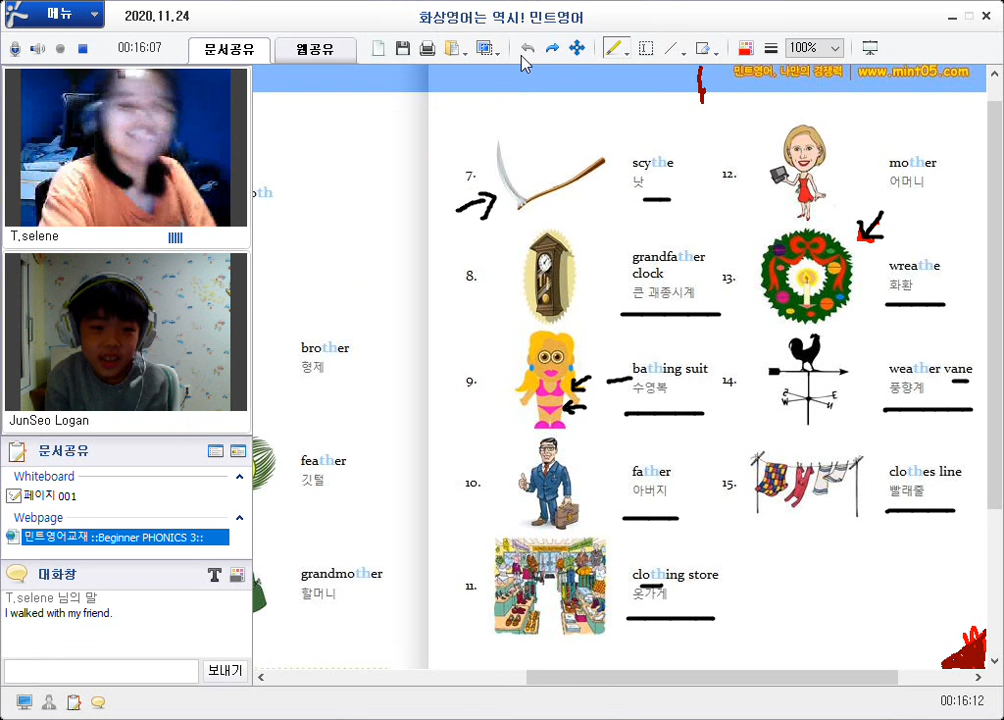 메뉴
2020.11.24
화상영어는 역시! 민트영어
00:16:07
문서공유
웹공유
100%
T.selene
JunSeo Logan
문서공유
Whiteboard
페이지 001
Webpage
민트영어교재 ::Beginner PHONICS 3::
대화창
T
T.selene 님의 말
I walked with my friend.
보내기
민트영어, 나만의 경쟁력 | www.mint05.com
oth
brother
형제
feather
깃털
grandmother
할머니
7.
scythe
낫
8.
grandfather
clock
큰 괘종시계
9.
bathing suit
수영복
10.
father
아버지
11.
clothing store
옷가게
12.
mother
어머니
13.
wreathe
화환
14.
S
E
W
weather vane
풍향계
15.
clothes line
빨래줄
00:16:12